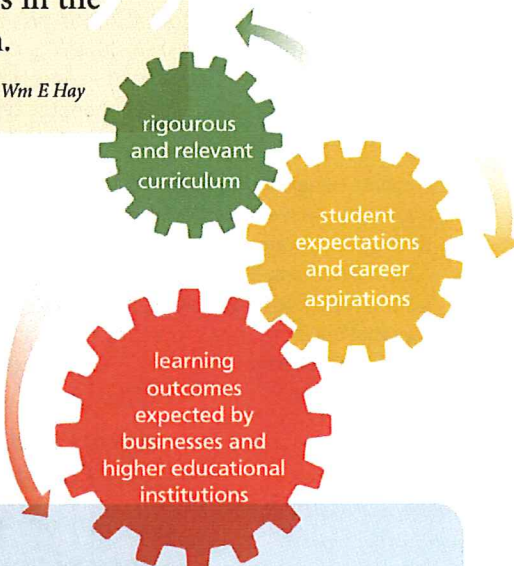 s in the
Wm E Hay
rigourous
and relevant
curriculum
student
expectations
and career
aspirations
learning
outcomes
expected by
businesses and
higher educational
institutions